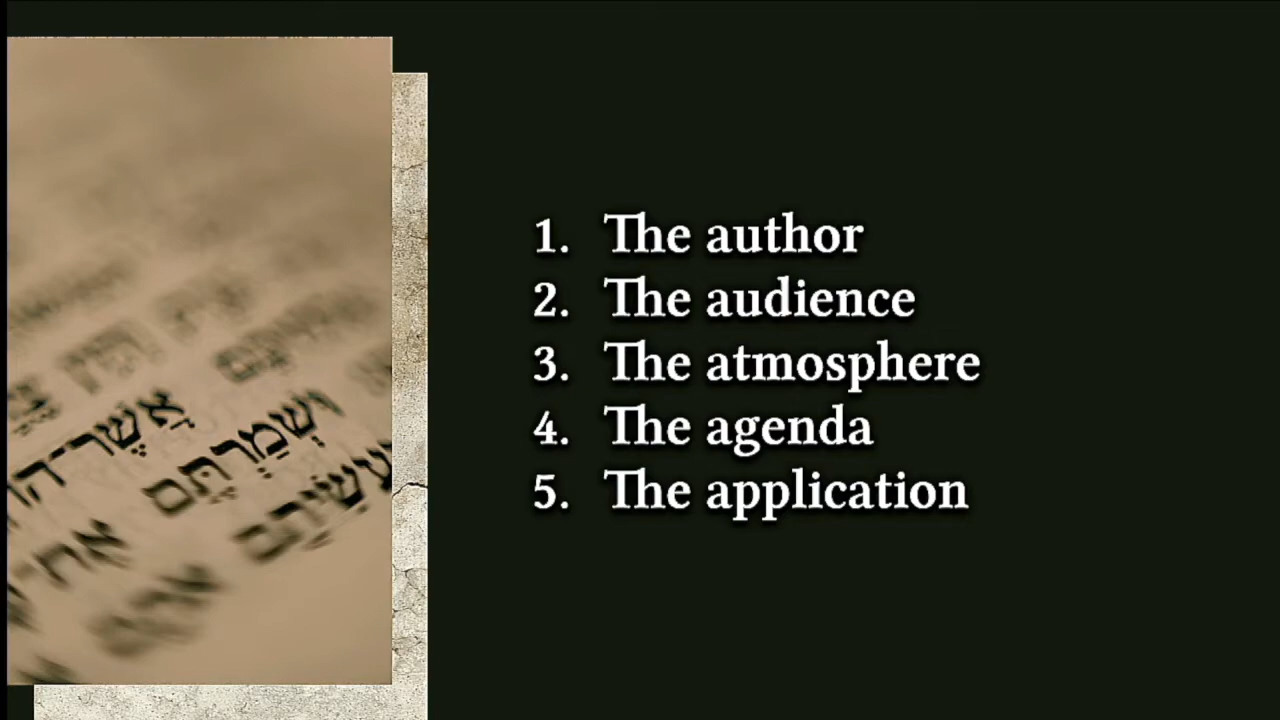 1. The author
2. The audience
3. The atmosphere
4. The agenda
5. The application
וּשְׁמַרְתֶּם